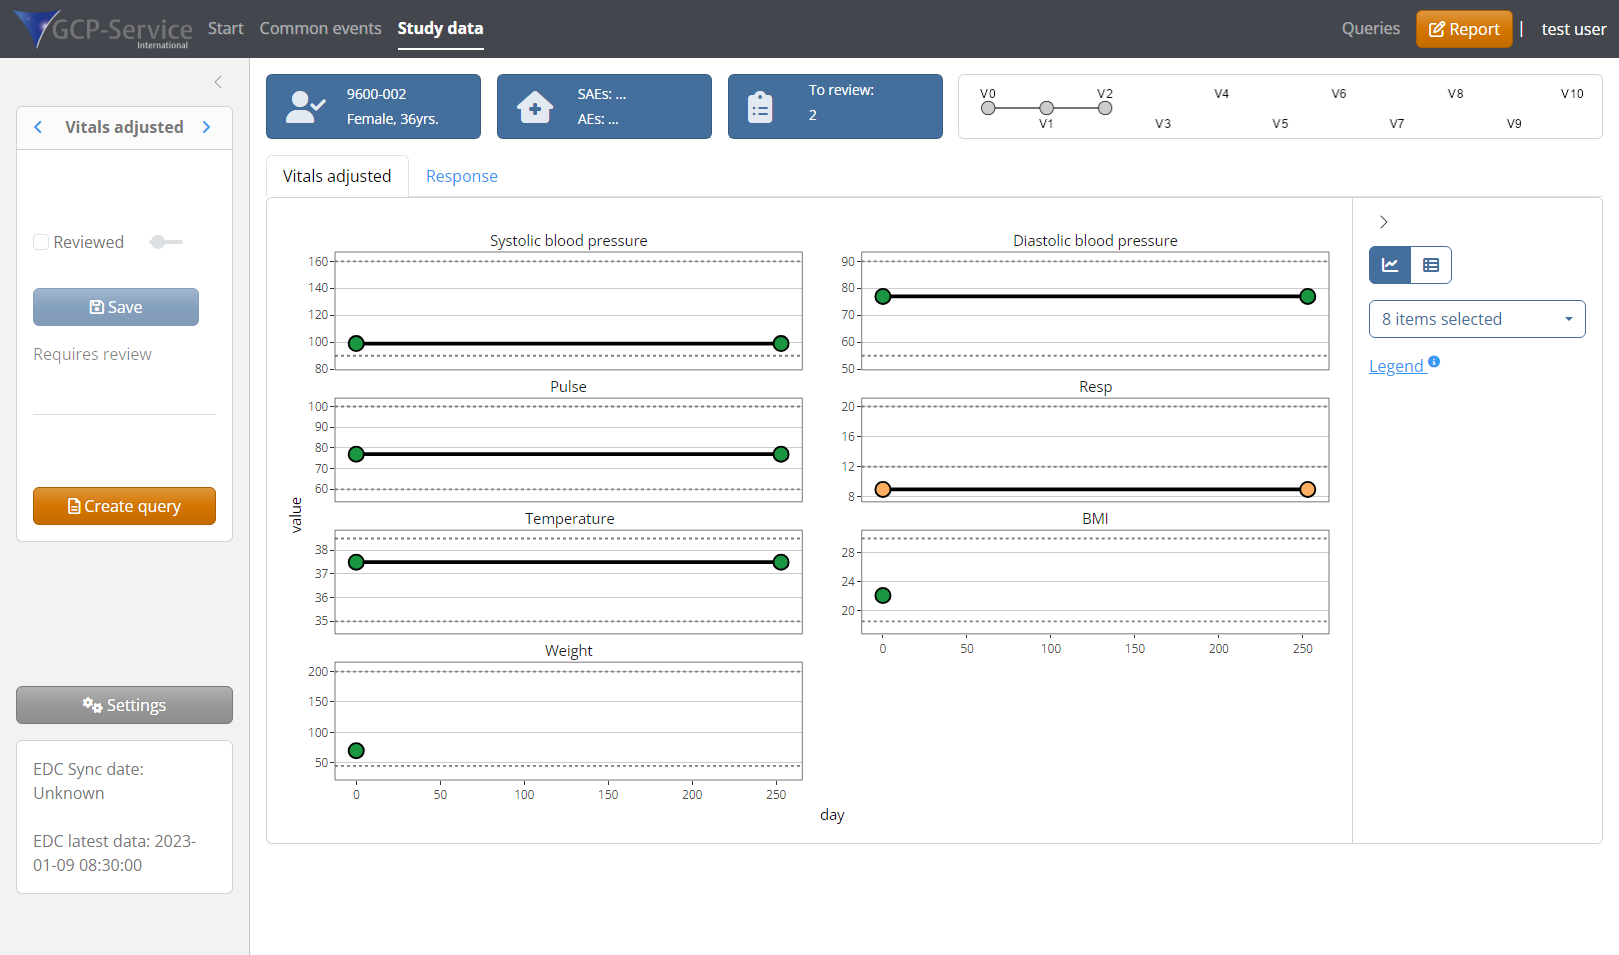 GCP-Service
International
Start
Common events
Study data
Queries
Report
|
test user
Vitals adjusted
Reviewed
Save
Requires review
Create query
Settings
EDC Sync date:
Unknown
EDC latest data: 2023-
01-09 08:30:00
9600-002
Female, 36yrs.
SAEs: ...
AEs: ...
To review:
2
V0
V2
V4
V6
V8
V10
V1
V3
V5
V7
V9
Vitals adjusted
Response
Systolic blood pressure
160
140
120
100
80
Diastolic blood pressure
90
80
70
60
50
Pulse
100
90
80
70
60
Resp
20
16
12
8
value
Temperature
38
37
36
35
BMI
28
24
20
0
50
100
150
200
250
Weight
200
150
100
50
0
50
100
150
200
250
day
8 items selected
Legend